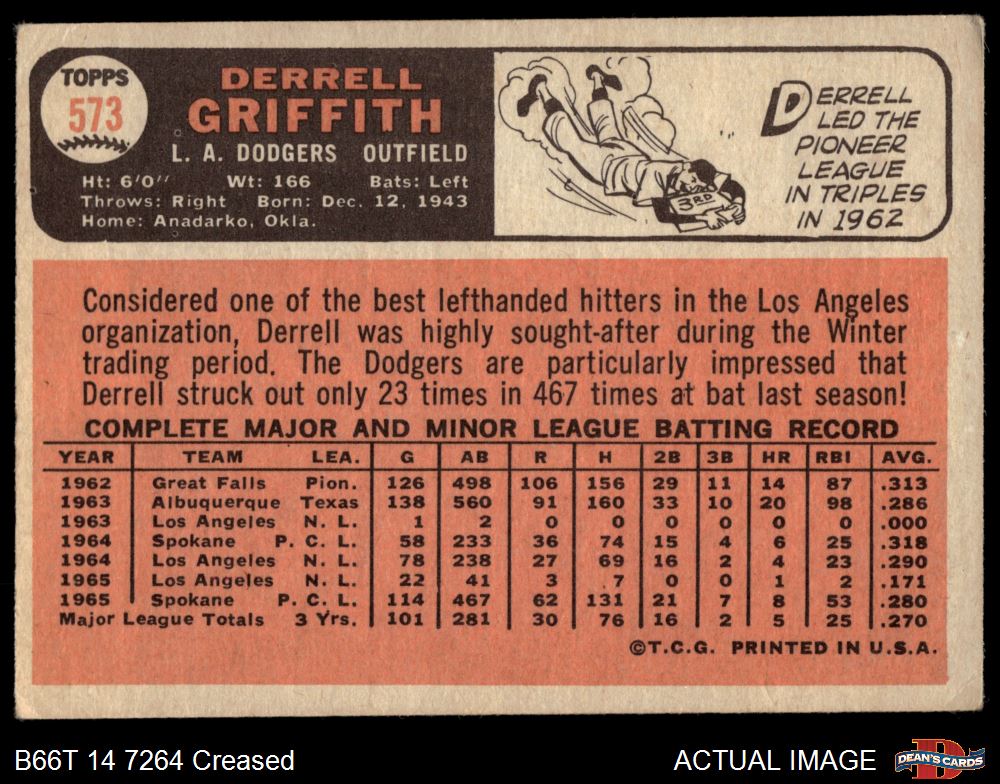 TOPPS
573
DERRELL
GRIFFITH
L. A. DODGERS OUTFIELD
Ht: 6'0" Wt: 166 Bats: Left
Throws: Right Born: Dec. 12, 1943
Home: Anadarko, Okla.
3RD
DERRELL
LED THE
PIONEER
LEAGUE
IN TRIPLES
IN 1962
Considered one of the best lefthanded hitters in the Los Angeles
organization, Derrell was highly sought-after during the Winter
trading period. The Dodgers are particularly impressed that
Derrell struck out only 23 times in 467 times at bat last season!
COMPLETE MAJOR AND MINOR LEAGUE BATTING RECORD
YEAR TEAM LEA. G AB R H 2B 3B HR RBI AVG.
1962 Great Falls Pion. 126 498 106 156 29 11 14 87 .313
1963 Albuquerque Texas 138 560 91 160 33 10 20 98 .286
1963 Los Angeles N. L. 1 2 0 0 0 0 0 0 .000
1964 Spokane P. C. L. 58 233 36 74 15 4 6 25 .318
1964 Los Angeles N. L. 78 238 27 69 16 2 4 23 .290
1965 Los Angeles N. L. 22 41 3 7 0 0 1 2 .171
1965 Spokane P. C. L. 114 467 62 131 21 7 8 53 .280
Major League Totals 3 Yrs. 101 281 30 76 16 2 5 25 .270
©T.C.G. PRINTED IN U.S.A.
B66T 14 7264 Creased
ACTUAL IMAGE
D
DEAN'S CARDS